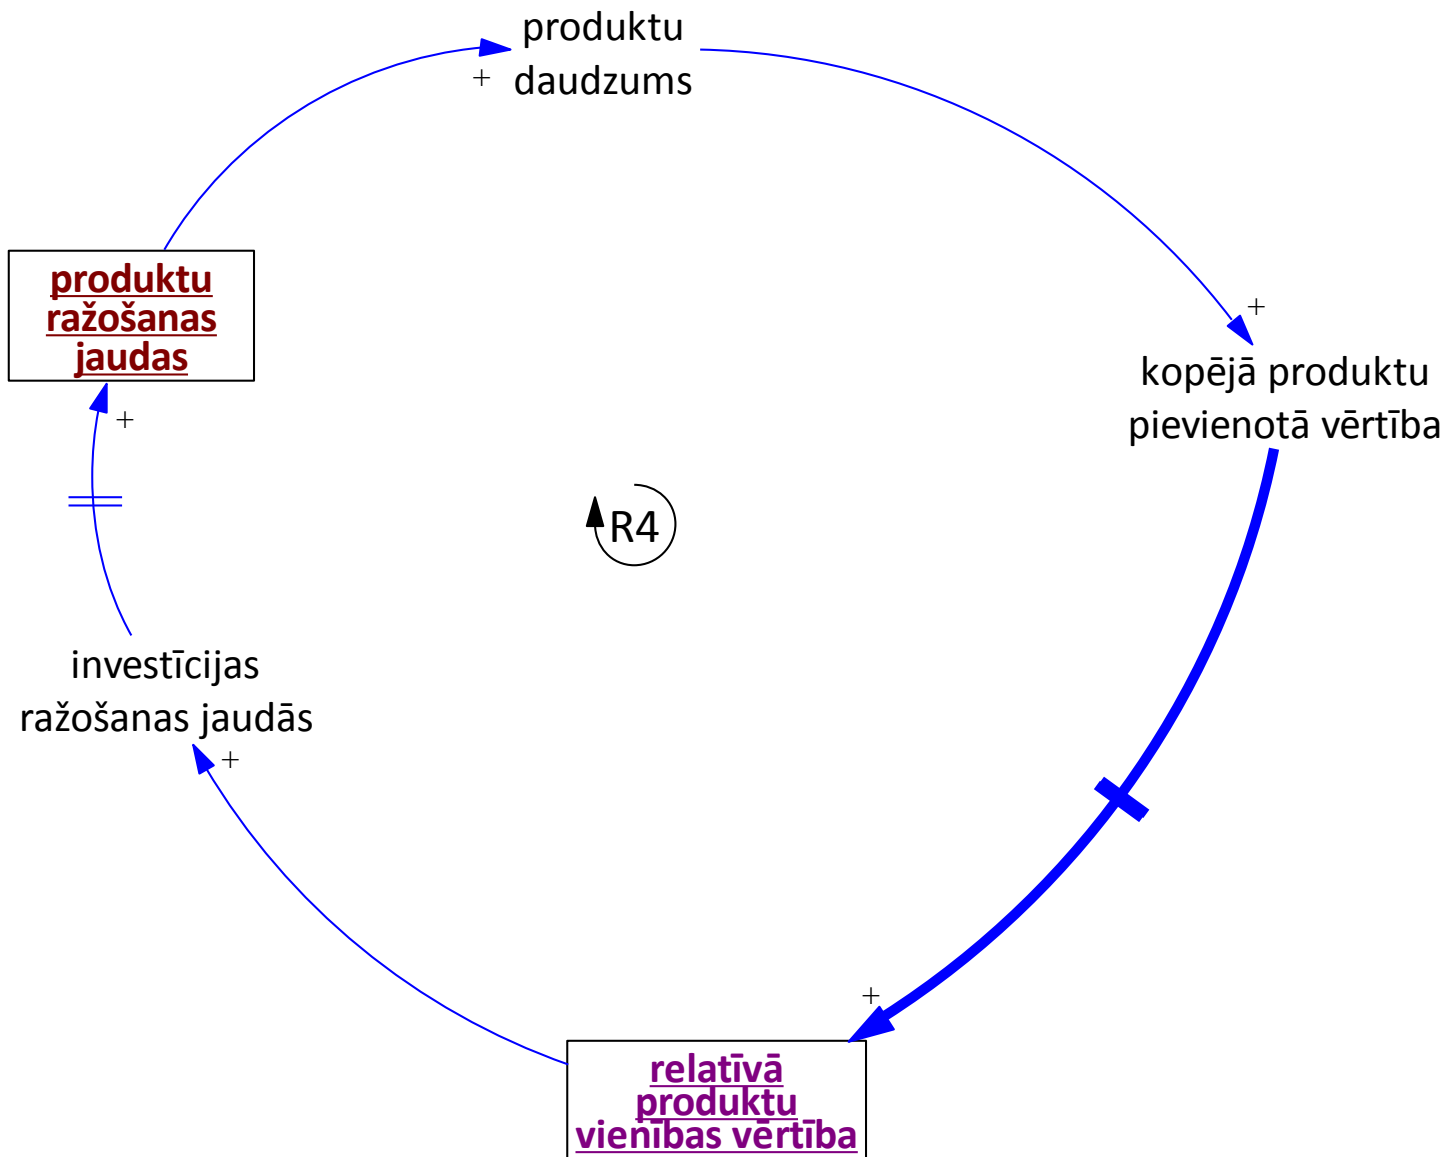 produktu
daudzums
+
produktu
ražošanas
jaudas
+
kopējā produktu
pievienotā vērtība
+
R4
investīcijas
ražošanas jaudās
+
+
relatīvā
produktu
vienības vērtība